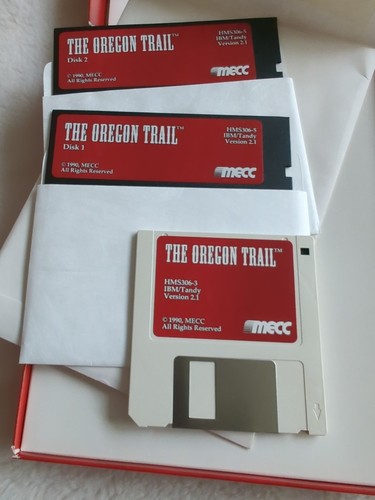 THE OREGON TRAIL™
Disk 2
HMS306-5
IBM/Tandy
Version 2.1
© 1990, MECC
All Rights Reserved
mecc
THE OREGON TRAIL™
Disk 1
HMS306-5
IBM/Tandy
Version 2.1
© 1990, MECC
All Rights Reserved
mecc
THE OREGON TRAIL™
HMS306-3
IBM/Tandy
Version 2.1
© 1990, MECC
All Rights Reserved
mecc